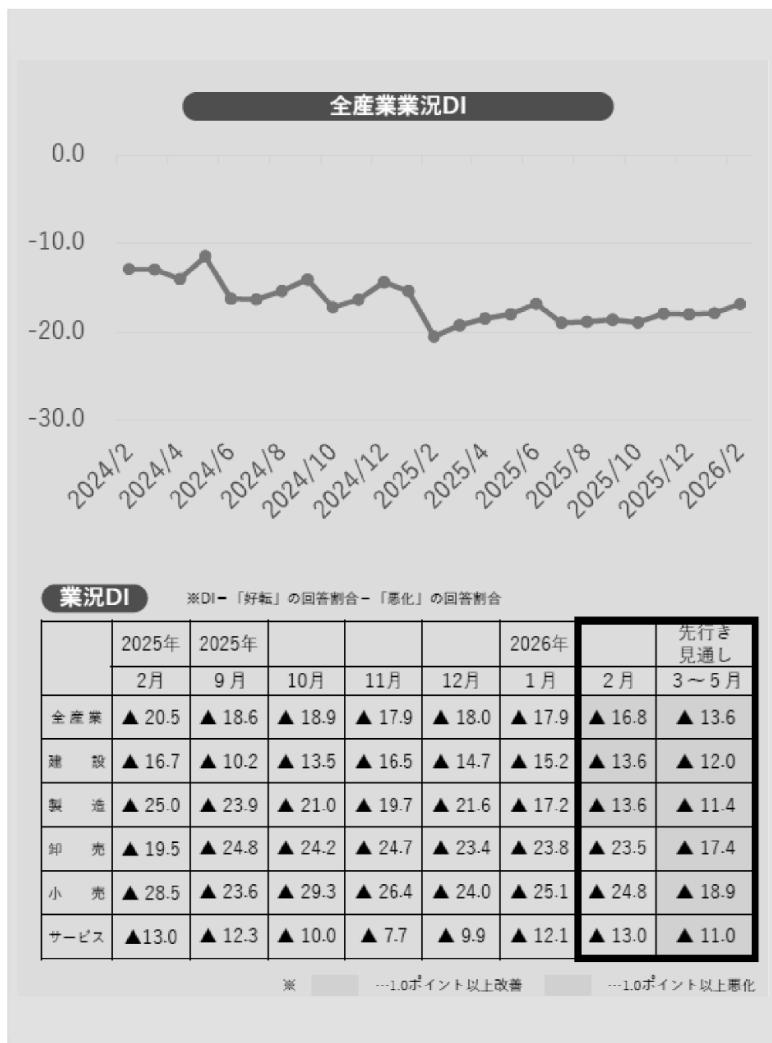 全産業業況DI
0.0
-10.0
-20.0
-30.0
2024/2 2024/4 2024/6 2024/8 2024/10 2024/12 2025/2 2025/4 2025/6 2025/8 2025/10 2025/12 2026/2
業況DI ※DI=「好転」の回答割合-「悪化」の回答割合
2025年 2025年 2026年 先行き
見通し
2月 9月 10月 11月 12月 1月 2月 3~5月
全産業 ▲ 20.5 ▲ 18.6 ▲ 18.9 ▲ 17.9 ▲ 18.0 ▲ 17.9 ▲ 16.8 ▲ 13.6
建 設 ▲ 16.7 ▲ 10.2 ▲ 13.5 ▲ 16.5 ▲ 14.7 ▲ 15.2 ▲ 13.6 ▲ 12.0
製 造 ▲ 25.0 ▲ 23.9 ▲ 21.0 ▲ 19.7 ▲ 21.6 ▲ 17.2 ▲ 13.6 ▲ 11.4
卸 売 ▲ 19.5 ▲ 24.8 ▲ 24.2 ▲ 24.7 ▲ 23.4 ▲ 23.8 ▲ 23.5 ▲ 17.4
小 売 ▲ 28.5 ▲ 23.6 ▲ 29.3 ▲ 26.4 ▲ 24.0 ▲ 25.1 ▲ 24.8 ▲ 18.9
サービス ▲13.0 ▲ 12.3 ▲ 10.0 ▲ 7.7 ▲ 9.9 ▲ 12.1 ▲ 13.0 ▲ 11.0
※ …1.0ポイント以上改善 …1.0ポイント以上悪化